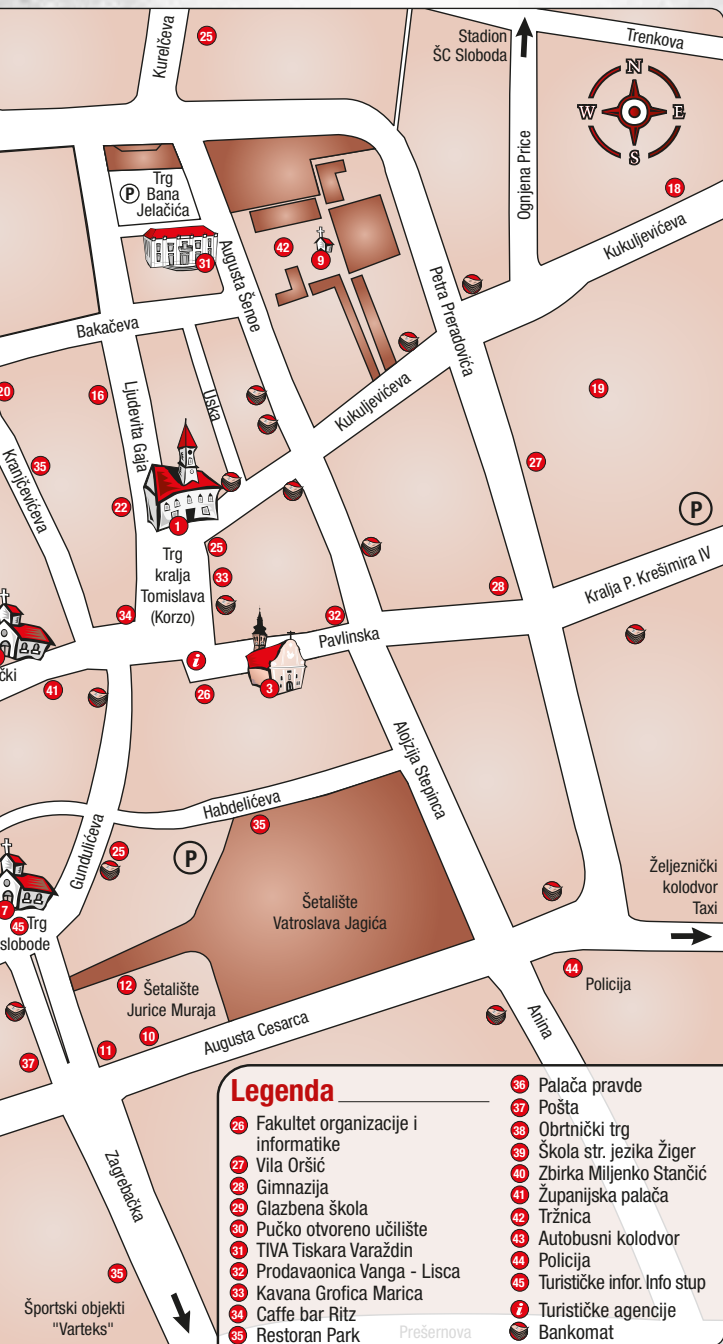 25
Kurelčeva
Stadion
ŠC Sloboda
Trenkova
N
W
E
S
Ognjena Price
18
P
Trg
Bana
Jelačića
31
42
9
Augusta Šenoe
Petra Preradovića
Kukuljevićeva
Bakačeva
20
16
Ljudevita Gaja
Uska
Kukuljevićeva
19
35
Kranjčevićeva
27
22
1
P
Trg
kralja
Tomislava
(Korzo)
25
33
28
Kralja P. Krešimira IV
34
32
Pavlinska
i
3
26
čki
41
Alojzija Stepinca
Habdelićeva
35
Gundulićeva
25
P
Željeznički
kolodvor
Taxi
Šetalište
Vatroslava Jagića
7
45
Trg
slobode
44
Policija
12
Šetalište
Jurice Muraja
10
11
37
Augusta Cesarca
Anina
Zagrebačka
35
Športski objekti
"Varteks"
Legenda
26 Fakultet organizacije i
informatike
27 Vila Oršić
28 Gimnazija
29 Glazbena škola
30 Pučko otvoreno učilište
31 TIVA Tiskara Varaždin
32 Prodavaonica Vanga - Lisca
33 Kavana Grofica Marica
34 Caffe bar Ritz
35 Restoran Park
36 Palača pravde
37 Pošta
38 Obrtnički trg
39 Škola str. jezika Žiger
40 Zbirka Miljenko Stančić
41 Županijska palača
42 Tržnica
43 Autobusni kolodvor
44 Policija
45 Turističke infor. Info stup
i Turističke agencije
Bankomat
Prešernova